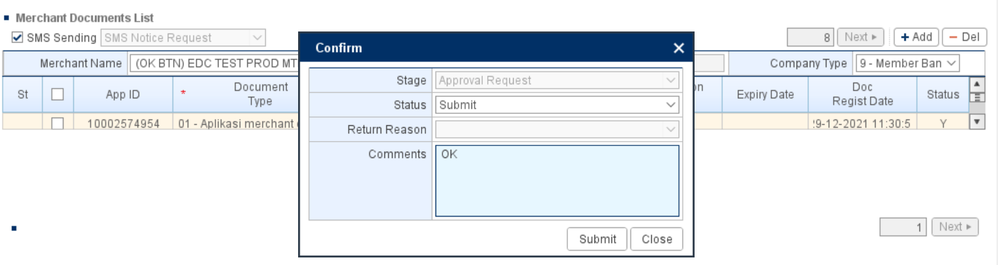 Merchant Documents List
SMS Sending SMS Notice Request 8 Next + Add − Del
Merchant Name (OK BTN) EDC TEST PROD MT Company Type 9 - Member Ban
St App ID * Document Type on Expiry Date Doc Regist Date Status
10002574954 01 - Aplikasi merchant 9-12-2021 11:30:5 Y
Confirm
Stage Approval Request
Status Submit
Return Reason
Comments OK
Submit Close
1 Next